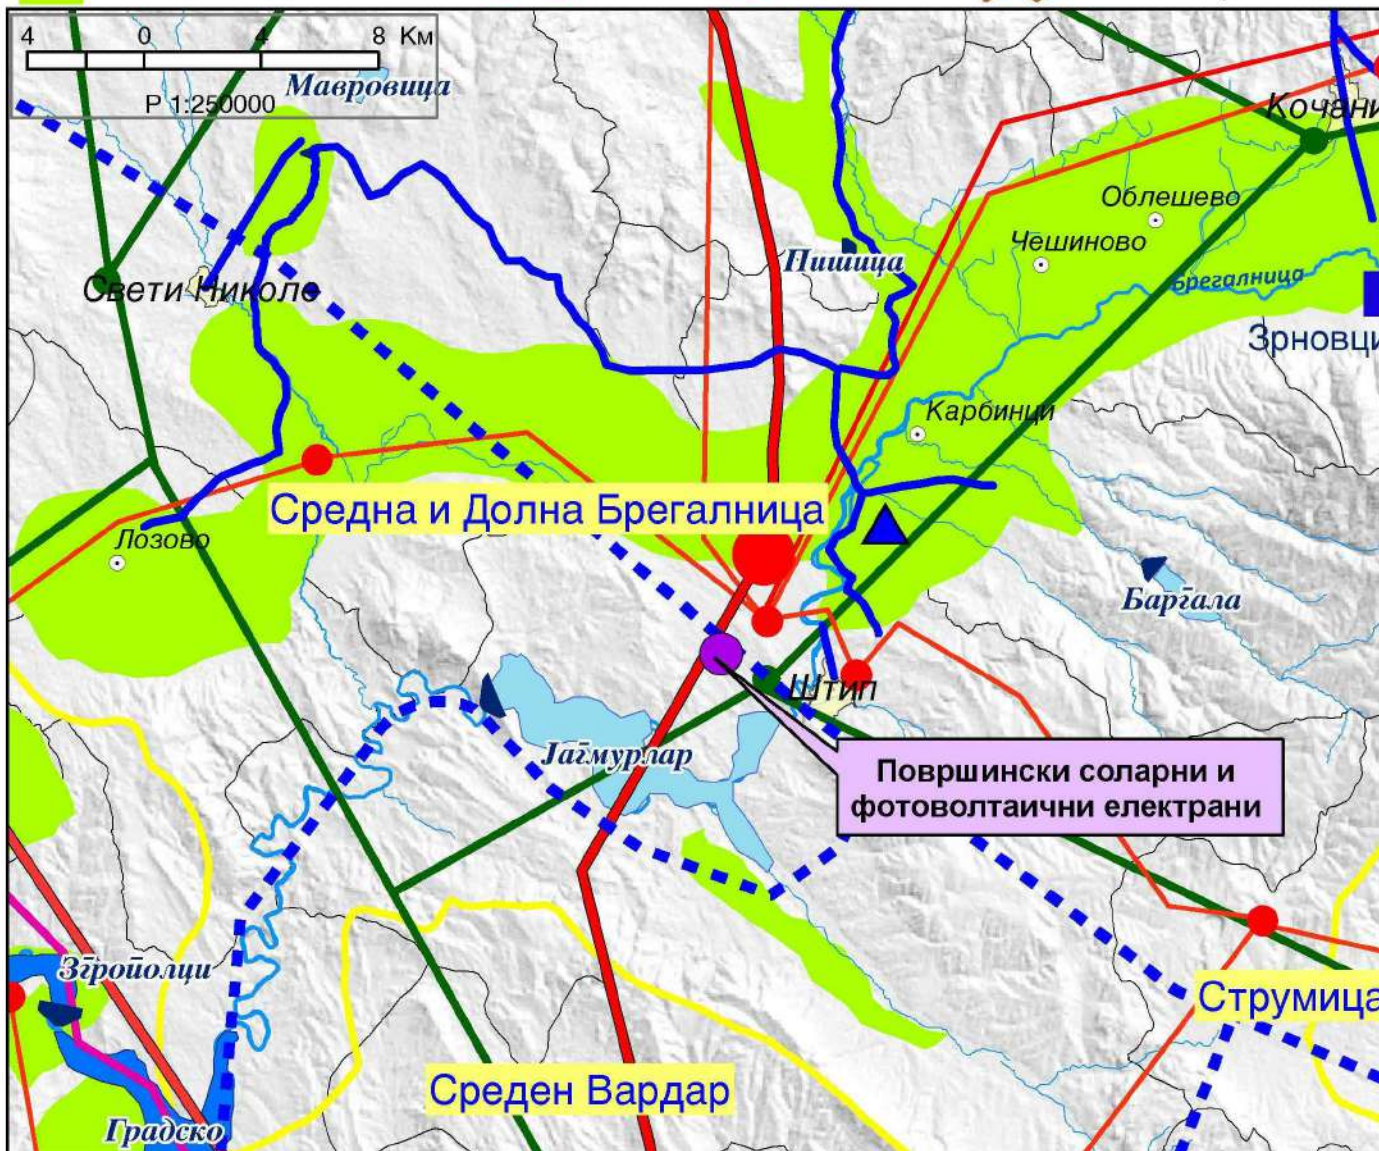 4 0 4 8 Км
Р 1:250000
Мавровица
Кочани
Облешево
Чешиново
Пишица
Брегалница
Свети Николе
Зрновци
Карбинци
Средна и Долна Брегалница
Лозово
Баргала
Штип
Јагмурлар
Површински соларни и
фотоволтаични електрани
Згрополци
Струмица
Среден Вардар
Градско